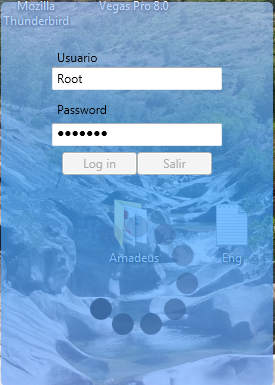 Mozilla
Thunderbird
Vegas Pro 8.0
Usuario
Root
Password
•••••••
Log in
Salir
Amadeus
Eng